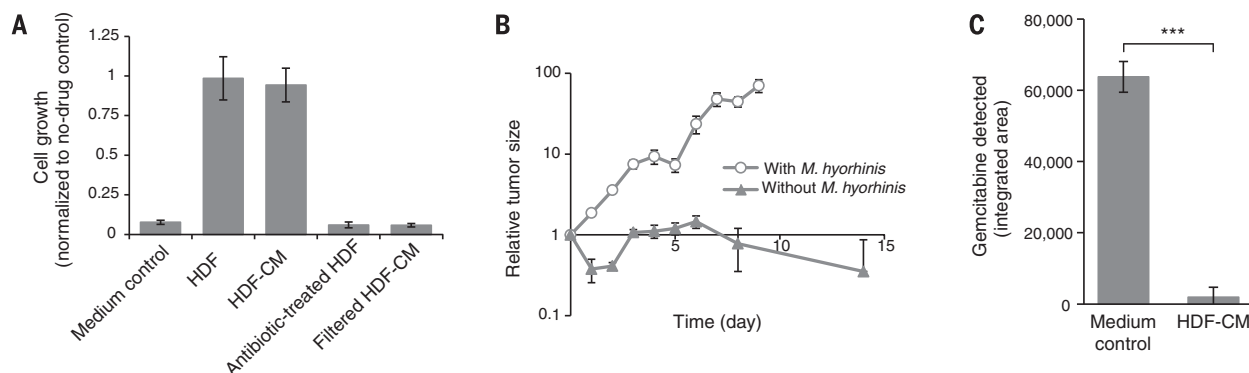 A
Cell growth
(normalized to no-drug control)
1.25
1
0.75
0.5
0.25
0
Medium control
HDF
HDF-CM
Antibiotic-treated HDF
Filtered HDF-CM
B
Relative tumor size
100
10
1
0.1
5
10
15
With M. hyorhinis
Without M. hyorhinis
Time (day)
C
Gemcitabine detected
(integrated area)
80,000
60,000
40,000
20,000
0
***
Medium
control
HDF-CM